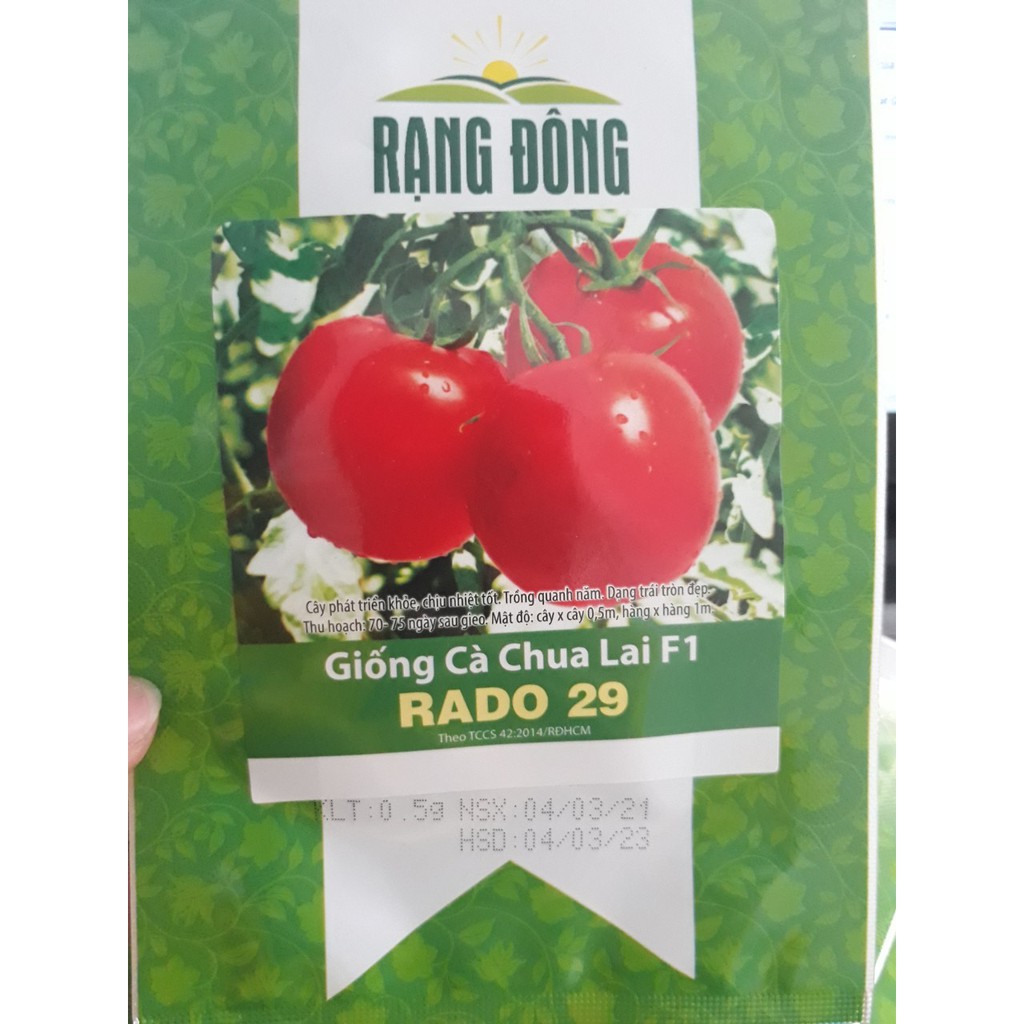 RẠNG ĐÔNG
Cây phát triển khỏe, chịu nhiệt tốt. Trồng quanh năm. Dạng trái tròn đẹp.
Thu hoạch: 70-75 ngày sau gieo. Mật độ: cây x cây 0,5m, hàng x hàng 1m.
Giống Cà Chua Lai F1
RADO 29
Theo TCCS 42:2014/RĐHCM
KLT:0.5g NSX:04/03/21
HSD:04/03/23